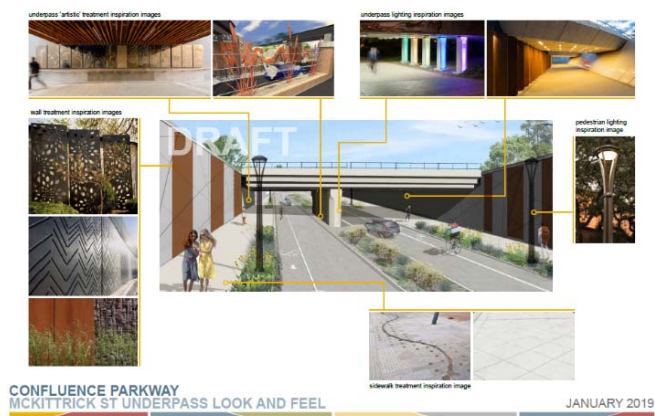 underpass 'artistic' treatment inspiration images
underpass lighting inspiration images
wall treatment inspiration images
pedestrian lighting
inspiration image
DRAFT
sidewalk treatment inspiration image
CONFLUENCE PARKWAY
MCKITTRICK ST UNDERPASS LOOK AND FEEL
JANUARY 2019